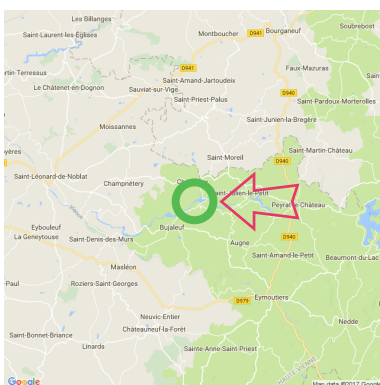 Les Billanges
Soubrebost
Saint-Laurent-les-Églises
Montboucher
D941
Bourganeuf
D941
Faux-Mazuras
Saint-Amand-Jartoudeix
Le Châtenet-en-Dognon
Sauviat-sur-Vige
D940
Saint-Priest-Palus
Saint-Pardoux-Morterolles
Saint-Junien-la-Bregère
Moissannes
Saint-Martin-Château
Saint-Moreil
D940
Saint-Léonard-de-Noblat
Champnétery
Saint-Julien-le-Petit
Vienne
Peyrat-le-Château
Eybouleuf
Bujaleuf
La Geneytouse
Saint-Denis-des-Murs
D940
Augne
Saint-Amand-le-Petit
Beaumont-du-Lac
Masléon
Roziers-Saint-Georges
Eymoutiers
D979
Neuvic-Entier
Nedde
Châteauneuf-la-Forêt
Saint-Bonnet-Briance
Linards
Sainte-Anne-Saint-Priest
HAUTE-VIENNE
Google
Map data ©2017 Google